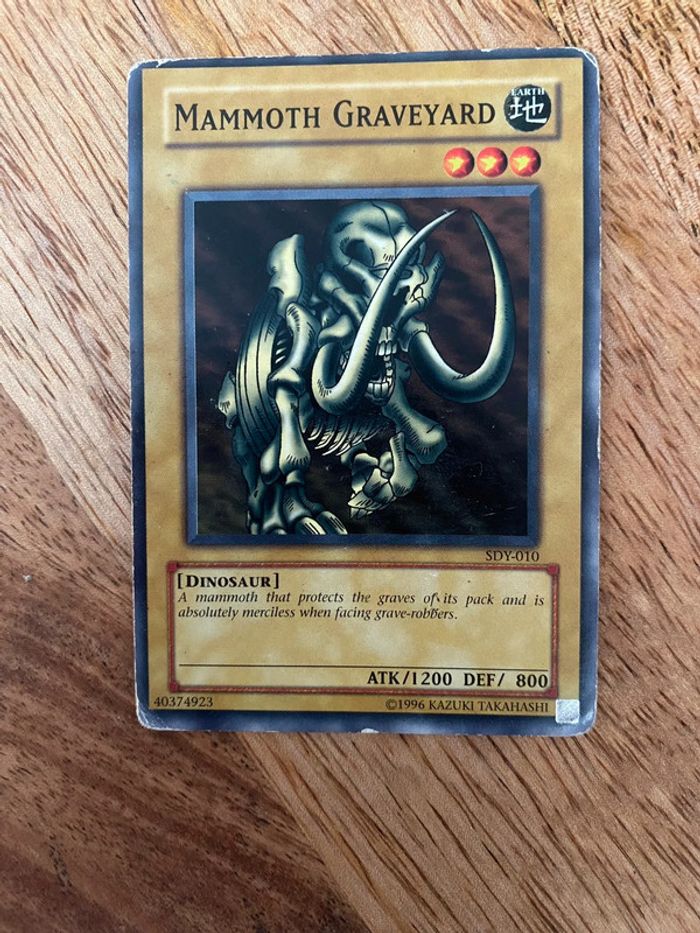 MAMMOTH GRAVEYARD
EARTH
地
SDY-010
[DINOSAUR]
A mammoth that protects the graves of its pack and is
absolutely merciless when facing grave-robbers.
ATK/1200 DEF/ 800
40374923
©1996 KAZUKI TAKAHASHI